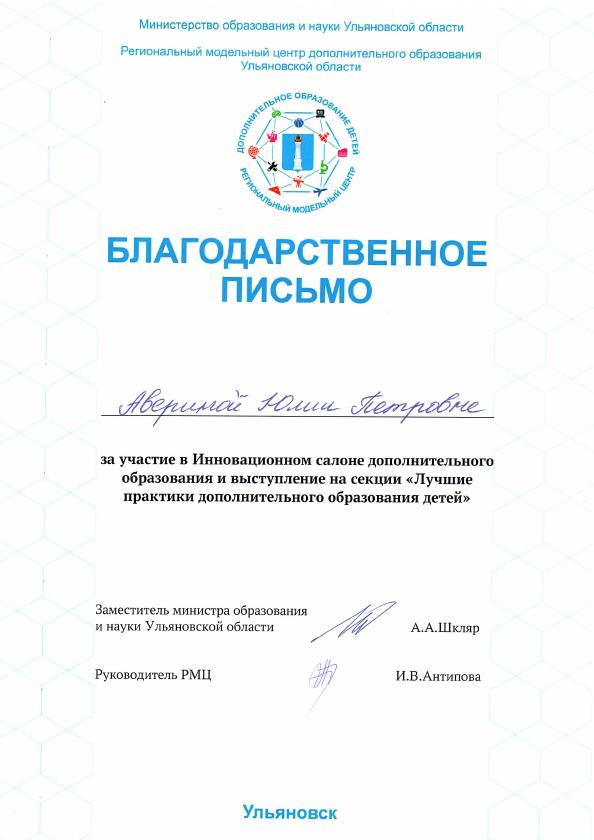 Министерство образования и науки Ульяновской области
Региональный модельный центр дополнительного образования
Ульяновской области
ДОПОЛНИТЕЛЬНОЕ ОБРАЗОВАНИЕ ДЕТЕЙ
РЕГИОНАЛЬНЫЙ МОДЕЛЬНЫЙ ЦЕНТР
БЛАГОДАРСТВЕННОЕ
ПИСЬМО
Авериной Юлии Петровне
за участие в Инновационном салоне дополнительного
образования и выступление на секции «Лучшие
практики дополнительного образования детей»
Заместитель министра образования
и науки Ульяновской области
А.А.Шкляр
Руководитель РМЦ
И.В.Антипова
Ульяновск